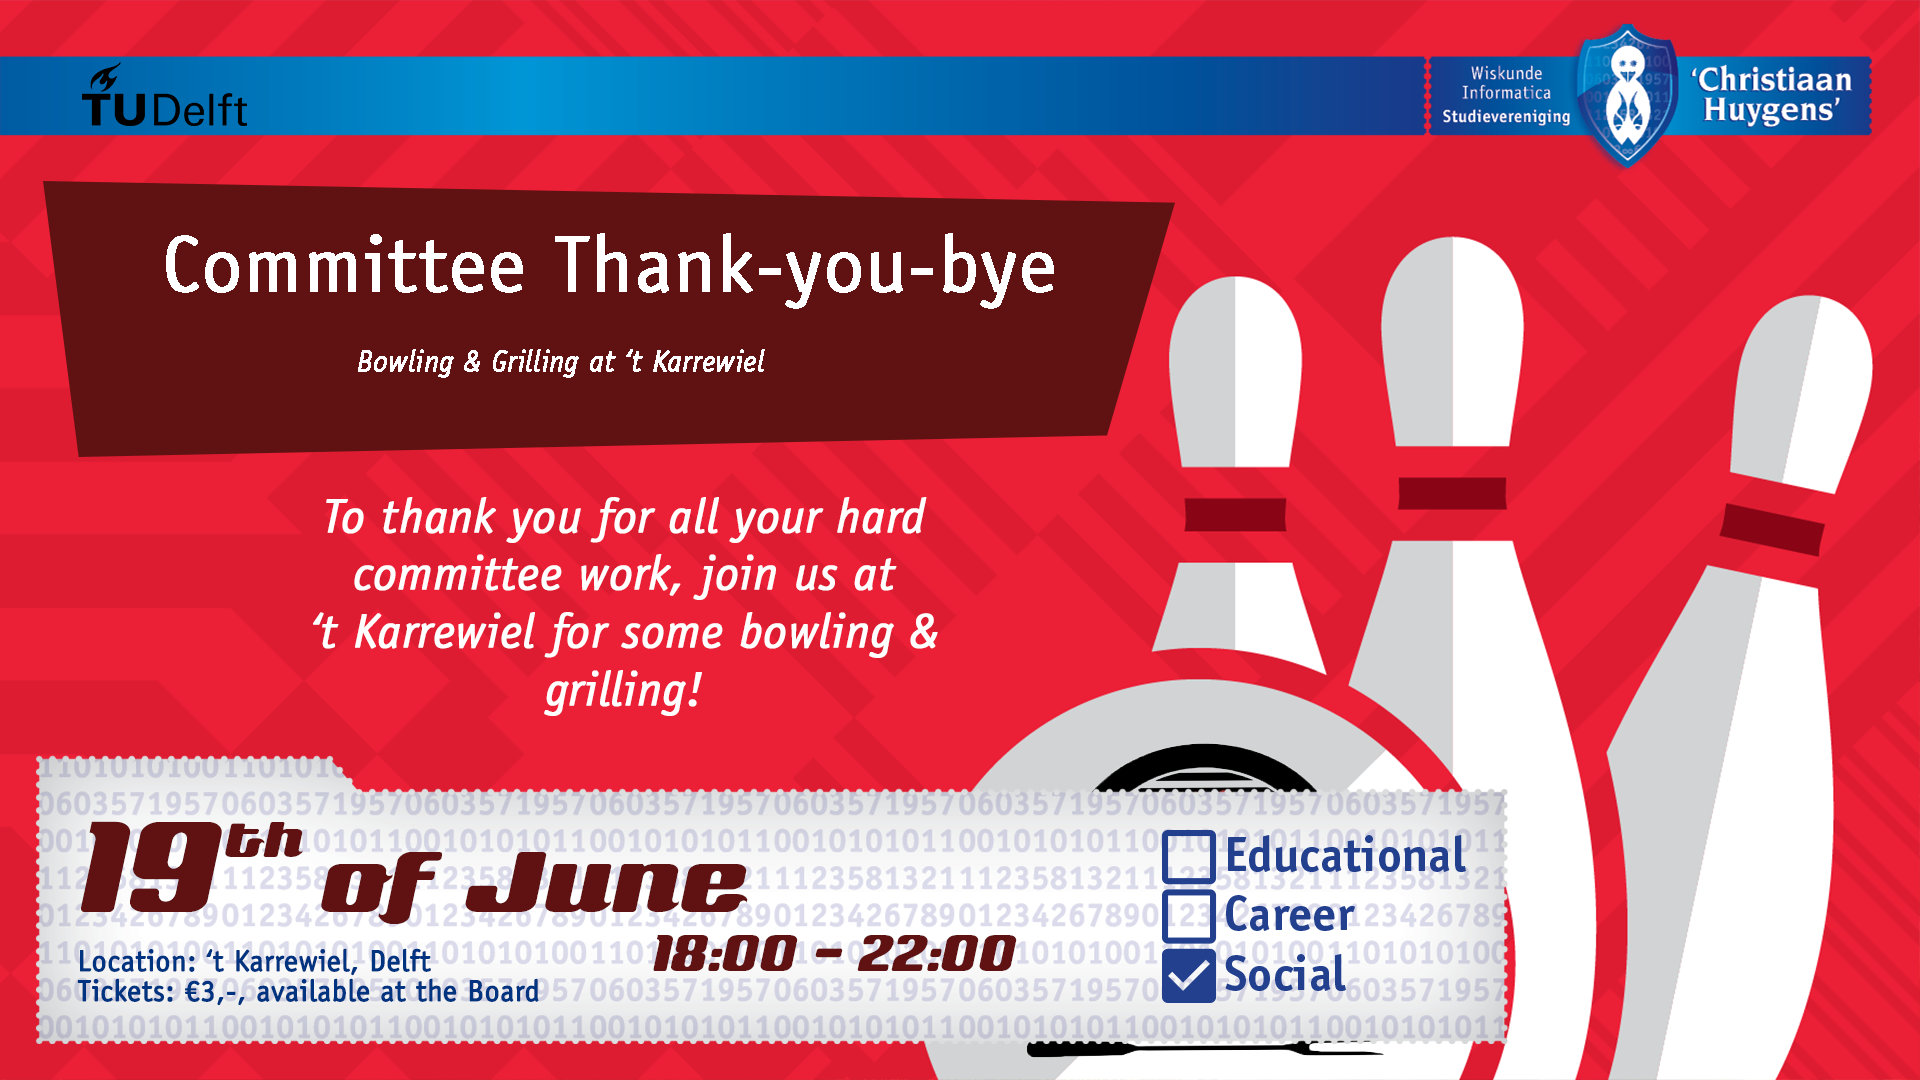 TU Delft
Wiskunde
Informatica
Studievereniging
‘Christiaan
Huygens’
Committee Thank-you-bye
Bowling & Grilling at ‘t Karrewiel
To thank you for all your hard
committee work, join us at
‘t Karrewiel for some bowling &
grilling!
19th of June
18:00 – 22:00
Location: ‘t Karrewiel, Delft
Tickets: €3,-, available at the Board
Educational
Career
Social